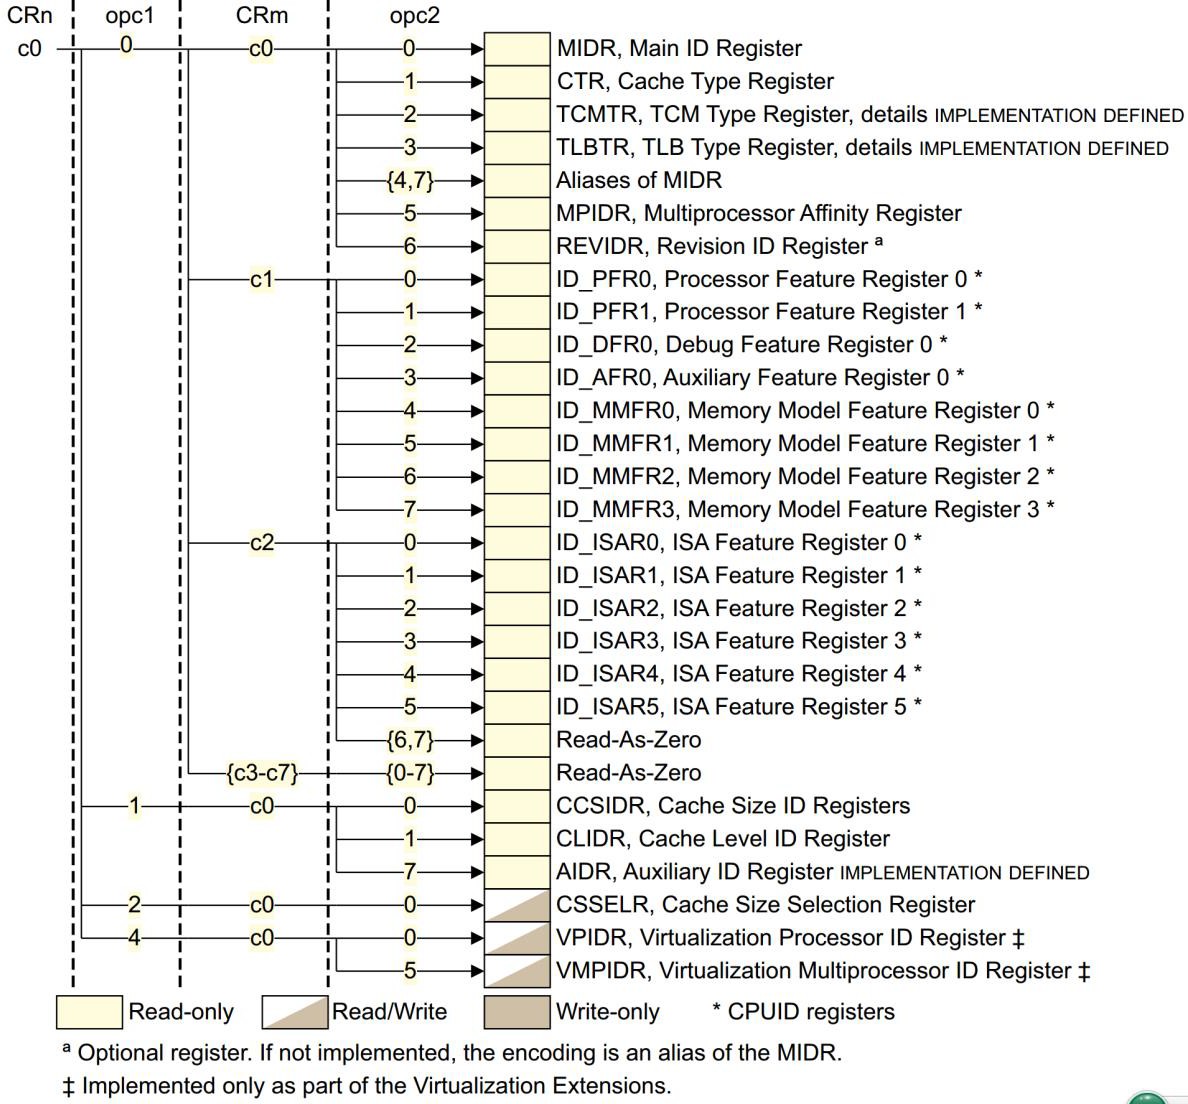 CRn opc1 CRm opc2
c0 0 c0 0 MIDR, Main ID Register
1 CTR, Cache Type Register
2 TCMTR, TCM Type Register, details IMPLEMENTATION DEFINED
3 TLBTR, TLB Type Register, details IMPLEMENTATION DEFINED
{4,7} Aliases of MIDR
5 MPIDR, Multiprocessor Affinity Register
6 REVIDR, Revision ID Register a
c1 0 ID_PFR0, Processor Feature Register 0 *
1 ID_PFR1, Processor Feature Register 1 *
2 ID_DFR0, Debug Feature Register 0 *
3 ID_AFR0, Auxiliary Feature Register 0 *
4 ID_MMFR0, Memory Model Feature Register 0 *
5 ID_MMFR1, Memory Model Feature Register 1 *
6 ID_MMFR2, Memory Model Feature Register 2 *
7 ID_MMFR3, Memory Model Feature Register 3 *
c2 0 ID_ISAR0, ISA Feature Register 0 *
1 ID_ISAR1, ISA Feature Register 1 *
2 ID_ISAR2, ISA Feature Register 2 *
3 ID_ISAR3, ISA Feature Register 3 *
4 ID_ISAR4, ISA Feature Register 4 *
5 ID_ISAR5, ISA Feature Register 5 *
{6,7} Read-As-Zero
{c3-c7} {0-7} Read-As-Zero
1 c0 0 CCSIDR, Cache Size ID Registers
1 CLIDR, Cache Level ID Register
7 AIDR, Auxiliary ID Register IMPLEMENTATION DEFINED
2 c0 0 CSSELR, Cache Size Selection Register
4 c0 0 VPIDR, Virtualization Processor ID Register ‡
5 VMPIDR, Virtualization Multiprocessor ID Register ‡
Read-only Read/Write Write-only * CPUID registers
a Optional register. If not implemented, the encoding is an alias of the MIDR.
‡ Implemented only as part of the Virtualization Extensions.